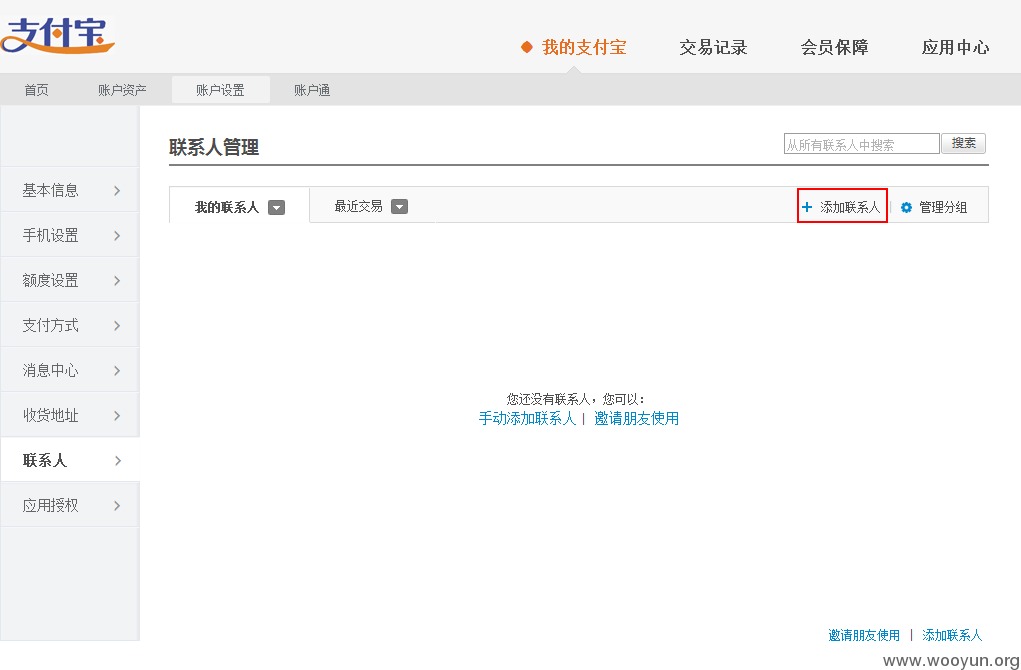 支付宝
我的支付宝 交易记录 会员保障 应用中心
首页 账户资产 账户设置 账户通
联系人管理
从所有联系人中搜索 搜索
我的联系人 最近交易 + 添加联系人 管理分组
基本信息
手机设置
额度设置
支付方式
消息中心
收货地址
联系人
应用授权
您还没有联系人，您可以：
手动添加联系人 | 邀请朋友使用
邀请朋友使用 | 添加联系人
www.wooyun.org